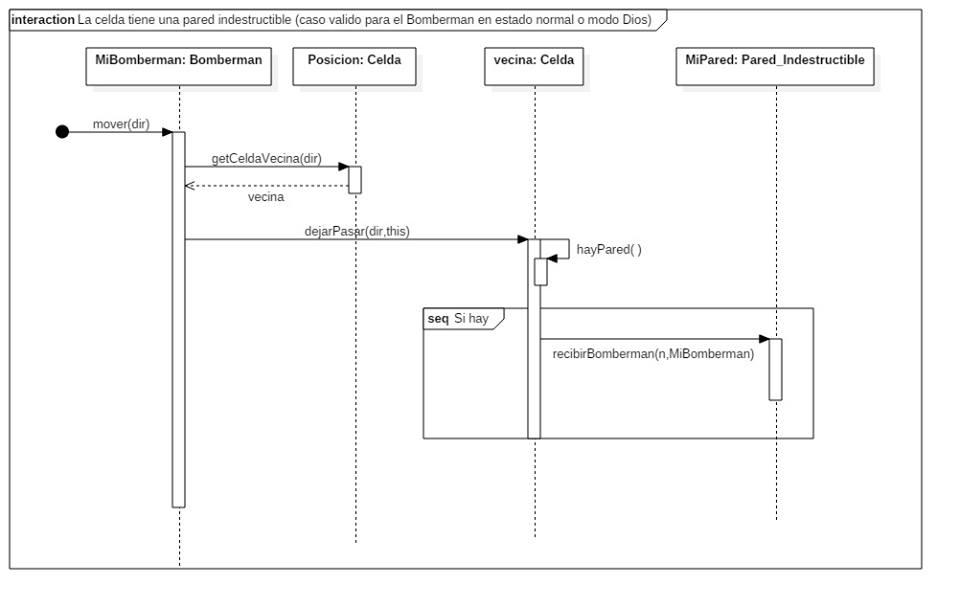 interaction La celda tiene una pared indestructible (caso valido para el Bomberman en estado normal o modo Dios)
MiBomberman: Bomberman
Posicion: Celda
vecina: Celda
MiPared: Pared_Indestructible
mover(dir)
getCeldaVecina(dir)
vecina
dejarPasar(dir,this)
hayPared( )
seq Si hay
recibirBomberman(n,MiBomberman)